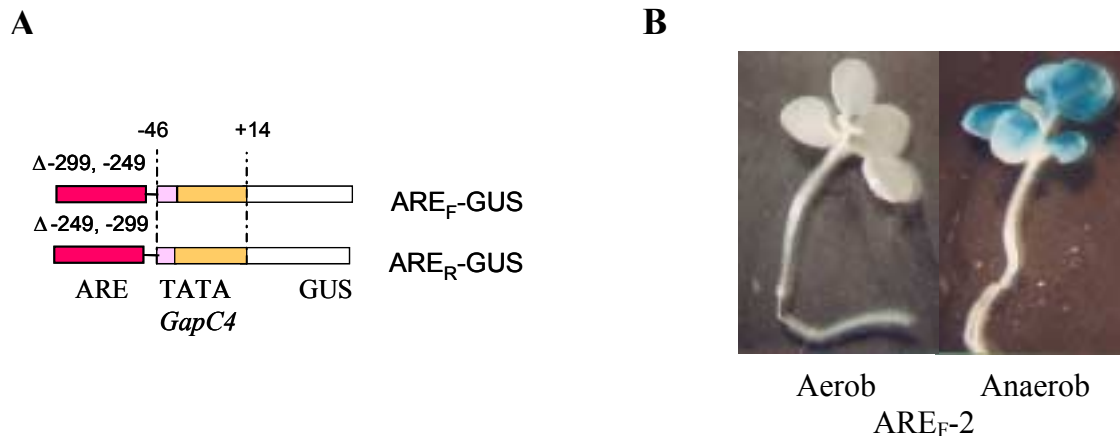 A
B
-46
+14
Δ-299, -249
AREF-GUS
Δ-249, -299
ARER-GUS
ARE
TATA
GUS
GapC4
Aerob
Anaerob
AREF-2